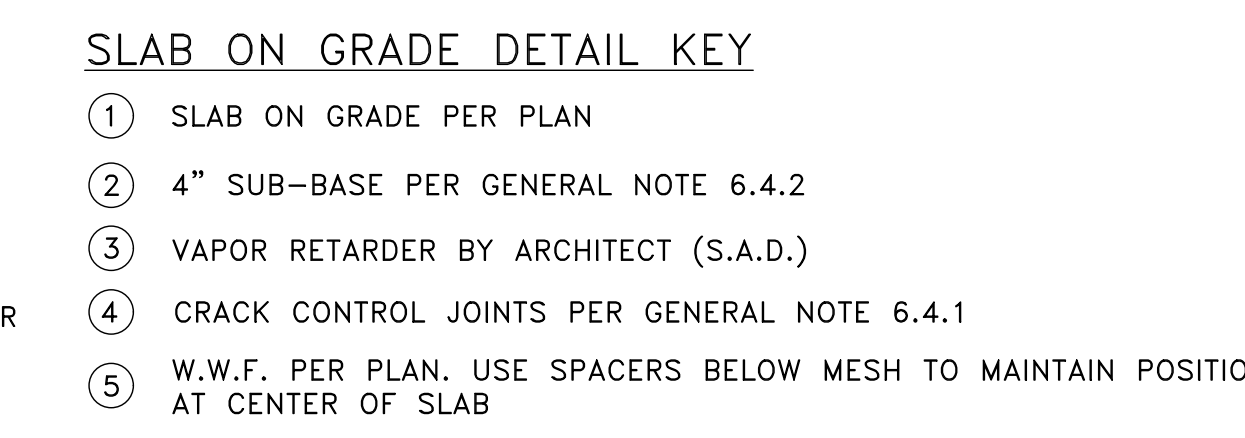 SLAB ON GRADE DETAIL KEY
1 SLAB ON GRADE PER PLAN
2 4" SUB-BASE PER GENERAL NOTE 6.4.2
3 VAPOR RETARDER BY ARCHITECT (S.A.D.)
R
4 CRACK CONTROL JOINTS PER GENERAL NOTE 6.4.1
5 W.W.F. PER PLAN. USE SPACERS BELOW MESH TO MAINTAIN
AT CENTER OF SLAB